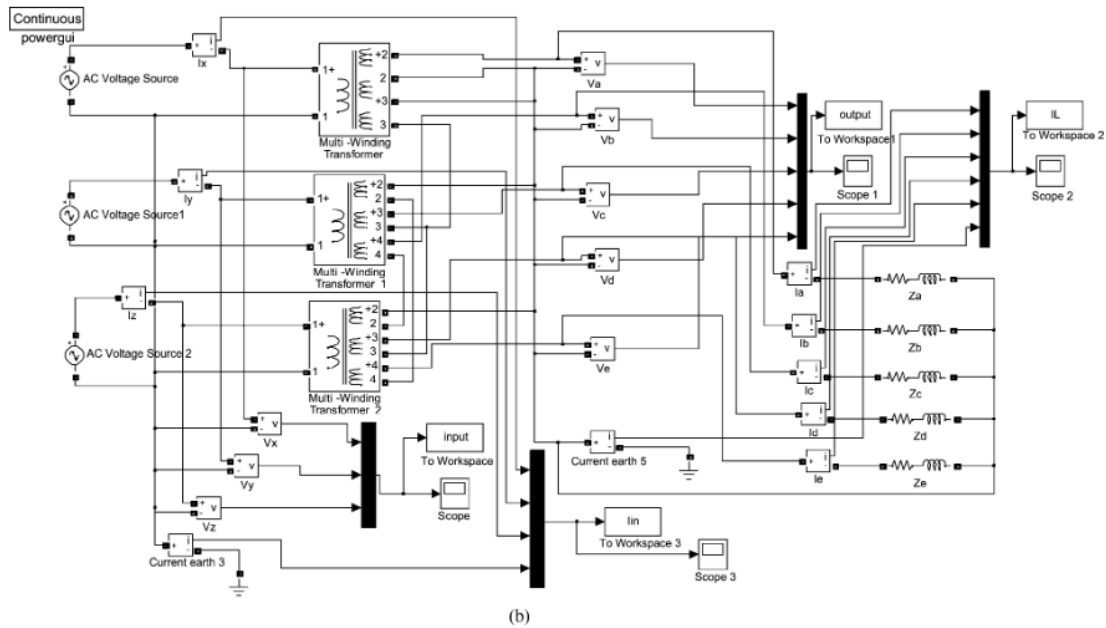 Continuous
powergui
AC Voltage Source
+ i -
Ix
1+
1
+2
2
+3
3
Multi -Winding
Transformer
AC Voltage Source1
+ i -
Iy
1+
1
+2
2
+3
3
+4
4
Multi -Winding
Transformer 1
AC Voltage Source 2
+ i -
Iz
1+
1
+2
2
+3
3
+4
4
Multi -Winding
Transformer 2
+ - v
Va
+ - v
Vb
+ - v
Vc
+ - v
Vd
+ - v
Ve
output
To Workspace1
Scope 1
IL
To Workspace 2
Scope 2
+ i -
Ia
Za
+ i -
Ib
Zb
+ i -
Ic
Zc
+ i -
Id
Zd
+ i -
Ie
Ze
+ i -
Current earth 5
+ - v
Vx
+ - v
Vy
+ - v
Vz
input
To Workspace
Scope
+ i -
Current earth 3
Iin
To Workspace 3
Scope 3
(b)